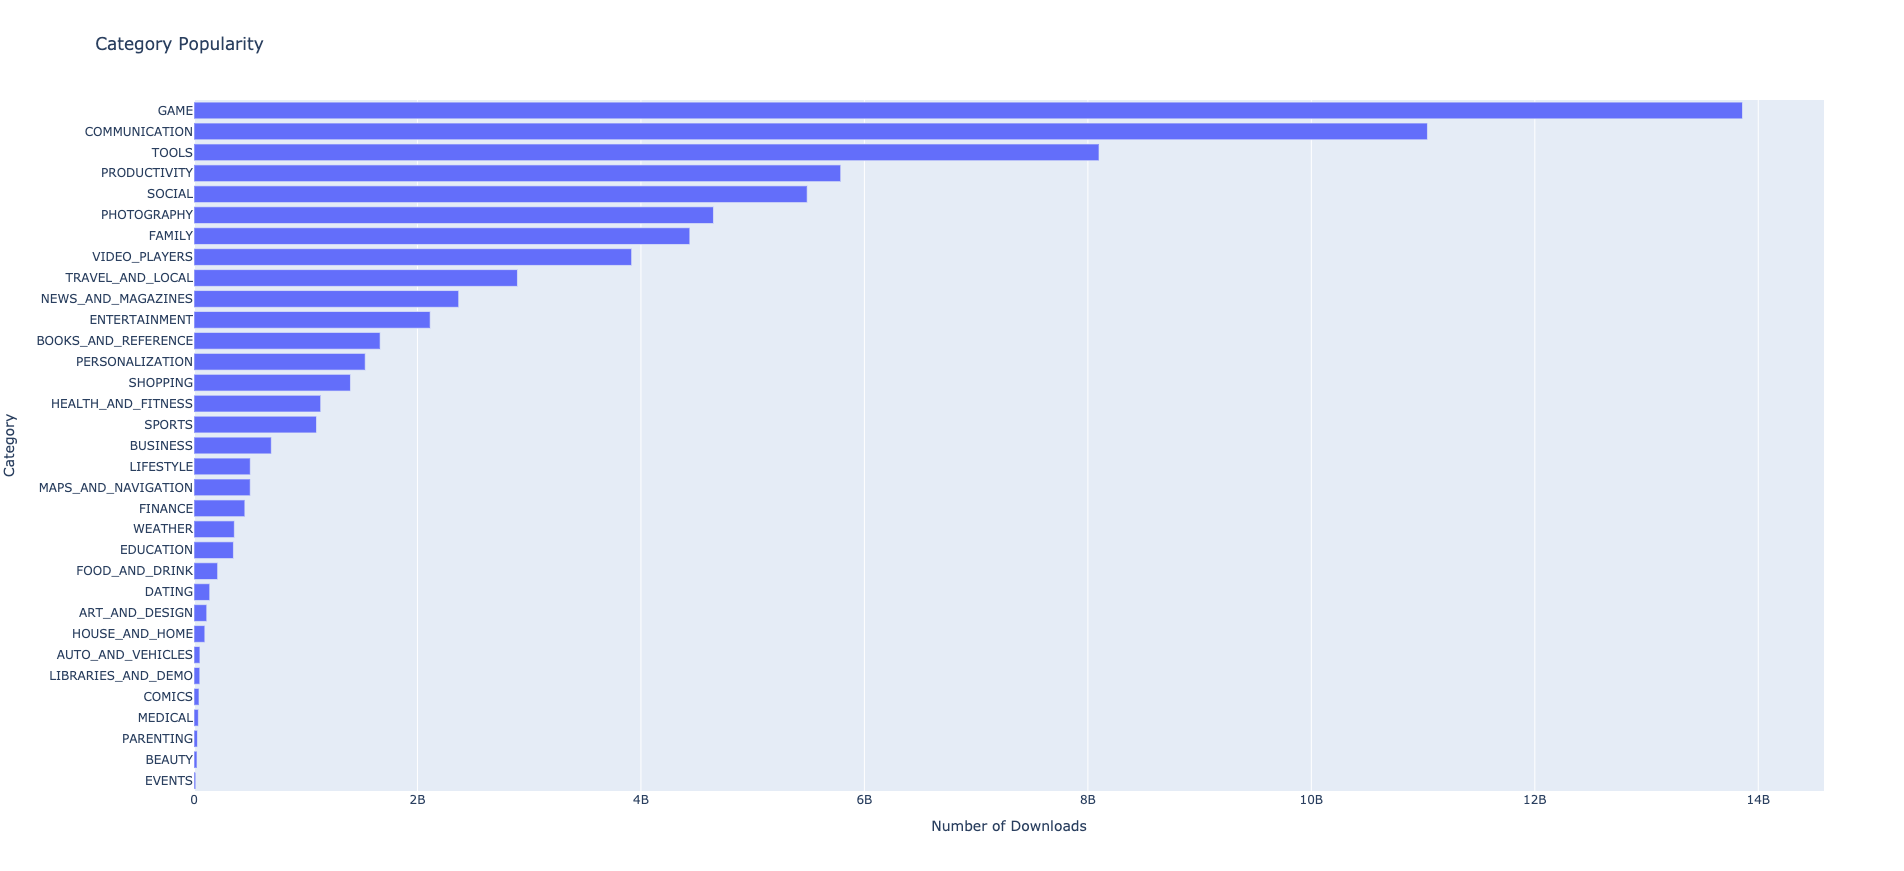 Category Popularity
GAME
COMMUNICATION
TOOLS
PRODUCTIVITY
SOCIAL
PHOTOGRAPHY
FAMILY
VIDEO_PLAYERS
TRAVEL_AND_LOCAL
NEWS_AND_MAGAZINES
ENTERTAINMENT
BOOKS_AND_REFERENCE
PERSONALIZATION
SHOPPING
HEALTH_AND_FITNESS
SPORTS
BUSINESS
LIFESTYLE
MAPS_AND_NAVIGATION
FINANCE
WEATHER
EDUCATION
FOOD_AND_DRINK
DATING
ART_AND_DESIGN
HOUSE_AND_HOME
AUTO_AND_VEHICLES
LIBRARIES_AND_DEMO
COMICS
MEDICAL
PARENTING
BEAUTY
EVENTS
Category
0 2B 4B 6B 8B 10B 12B 14B
Number of Downloads